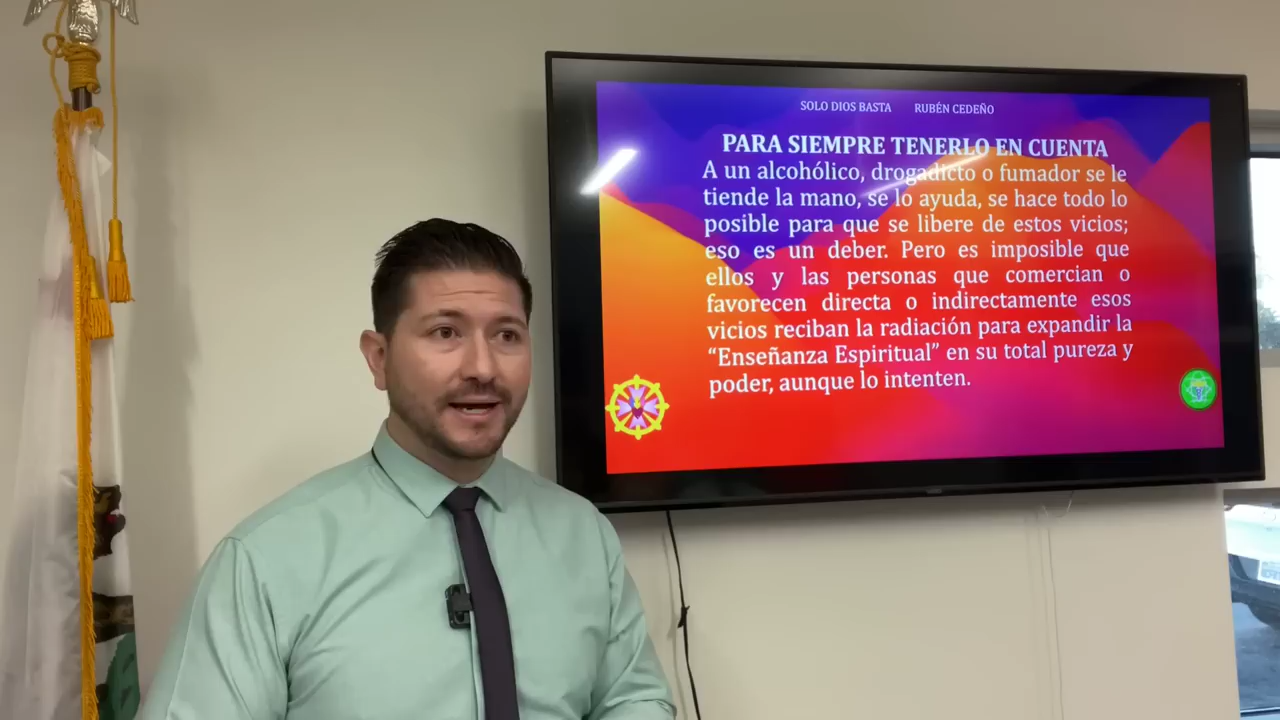 SOLO DIOS BASTA RUBÉN CEDEÑO
PARA SIEMPRE TENERLO EN CUENTA
A un alcohólico, drogadicto o fumador se le
tiende la mano, se lo ayuda, se hace todo lo
posible para que se libere de estos vicios;
eso es un deber. Pero es imposible que
ellos y las personas que comercian o
favorecen directa o indirectamente esos
vicios reciban la radiación para expandir la
“Enseñanza Espiritual” en su total pureza y
poder, aunque lo intenten.